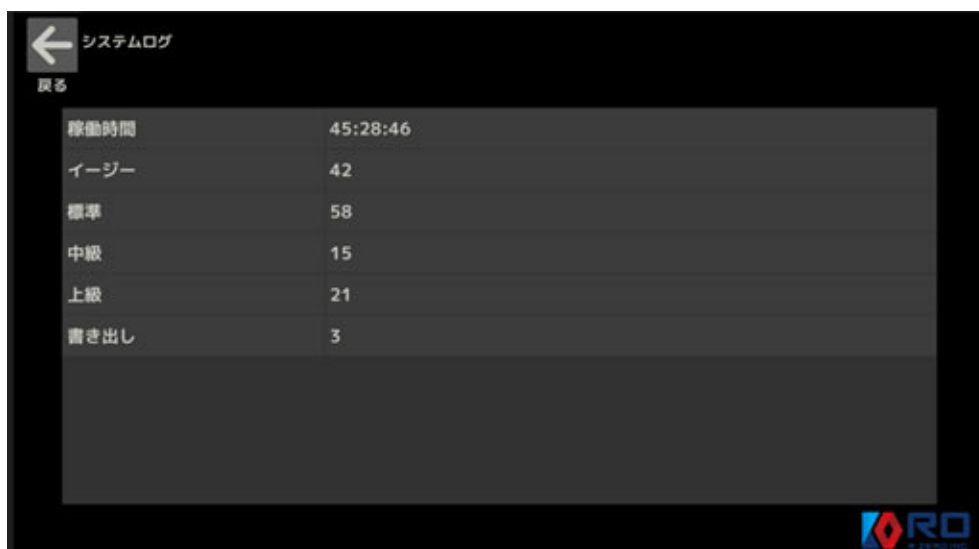 システムログ
戻る
稼働時間 45:28:46
イージー 42
標準 58
中級 15
上級 21
書き出し 3
RO